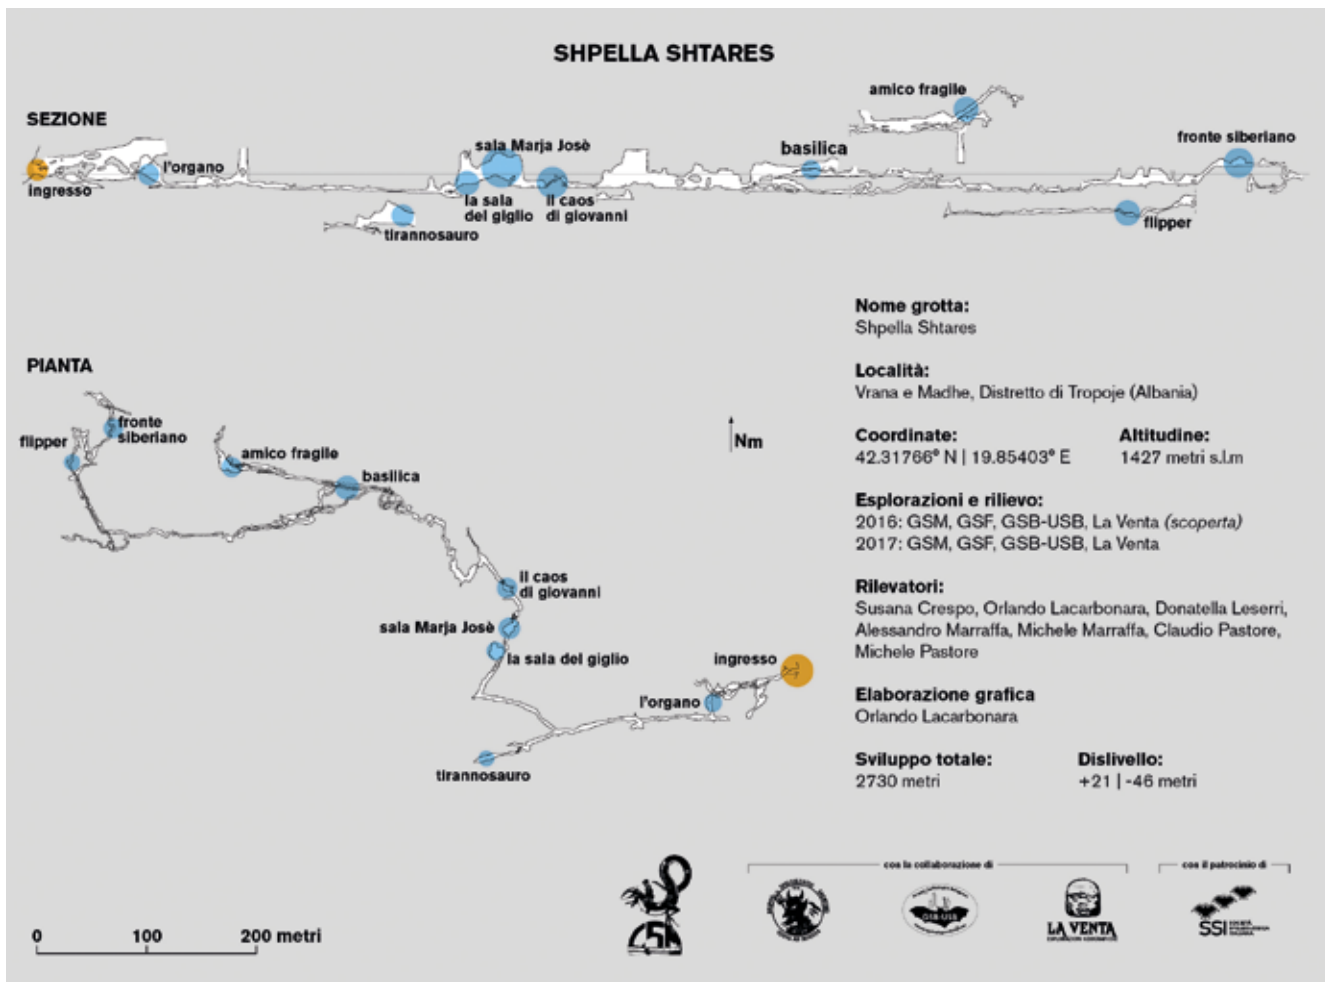 SHPELLA SHTARES
SEZIONE
amico fragile
fronte siberiano
sala Marja Josè
basilica
l'organo
ingresso
la sala
del giglio
il caos
di giovanni
tirannosauro
flipper
Nome grotta:
Shpella Shtares
PIANTA
Località:
Vrana e Madhe, Distretto di Tropoje (Albania)
fronte
siberiano
flipper
amico fragile
basilica
Nm
Coordinate:
42.31766° N | 19.85403° E
Altitudine:
1427 metri s.l.m
Esplorazioni e rilievo:
2016: GSM, GSF, GSB-USB, La Venta (scoperta)
2017: GSM, GSF, GSB-USB, La Venta
il caos
di giovanni
sala Marja Josè
la sala del giglio
ingresso
l'organo
tirannosauro
Rilevatori:
Susana Crespo, Orlando Lacarbonara, Donatella Leserri,
Alessandro Marraffa, Michele Marraffa, Claudio Pastore,
Michele Pastore
Elaborazione grafica
Orlando Lacarbonara
Sviluppo totale:
2730 metri
Dislivello:
+21 | -46 metri
con la collaborazione di
con il patrocinio di
GSB-USB
LA VENTA
SSI
0 100 200 metri